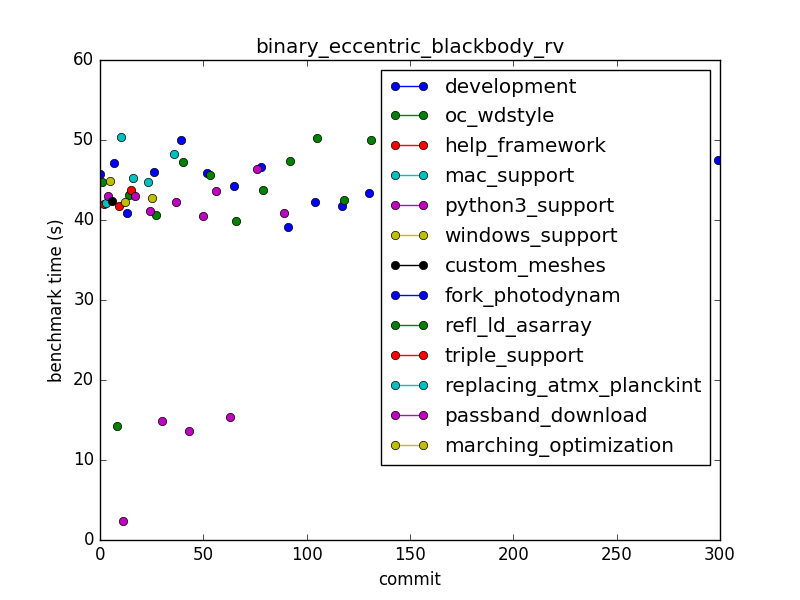 binary_eccentric_blackbody_rv
60
50
40
30
20
10
0
benchmark time (s)
development
oc_wdstyle
help_framework
mac_support
python3_support
windows_support
custom_meshes
fork_photodynam
refl_ld_asarray
triple_support
replacing_atmx_planckint
passband_download
marching_optimization
0 50 100 150 200 250 300
commit